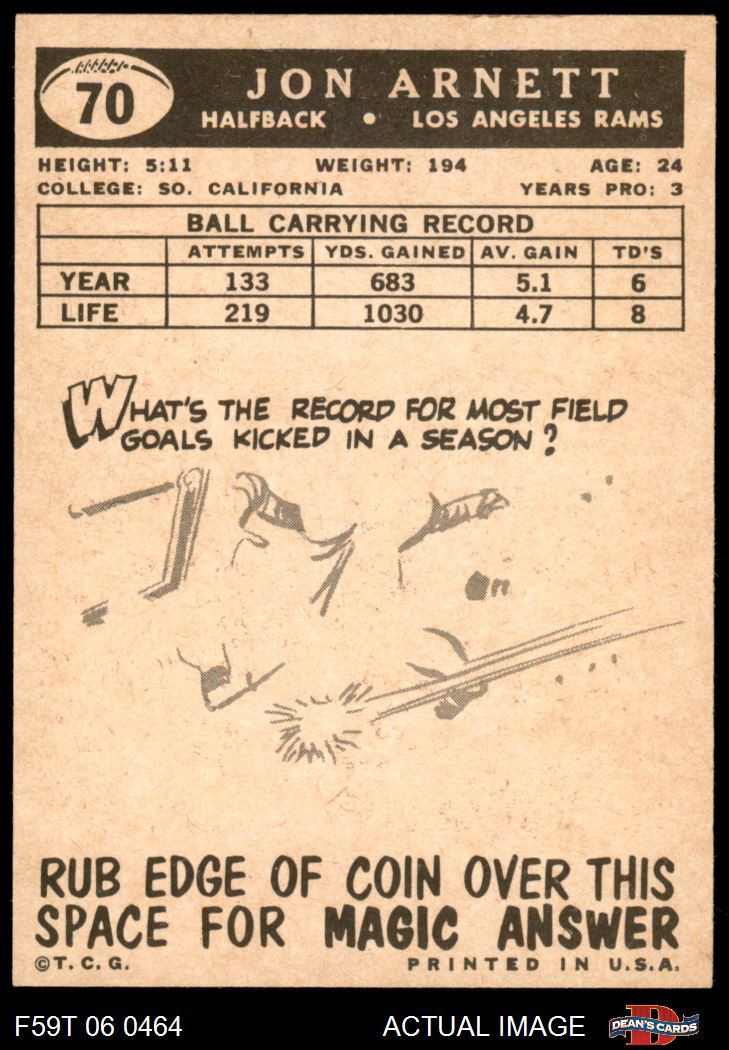 70
JON ARNETT
HALFBACK • LOS ANGELES RAMS
HEIGHT: 5:11 WEIGHT: 194 AGE: 24
COLLEGE: SO. CALIFORNIA YEARS PRO: 3
BALL CARRYING RECORD
ATTEMPTS YDS. GAINED AV. GAIN TD'S
YEAR 133 683 5.1 6
LIFE 219 1030 4.7 8
WHAT'S THE RECORD FOR MOST FIELD
GOALS KICKED IN A SEASON?
RUB EDGE OF COIN OVER THIS
SPACE FOR MAGIC ANSWER
©T.C.G. PRINTED IN U.S.A.
F59T 06 0464 ACTUAL IMAGE DEAN'S CARDS